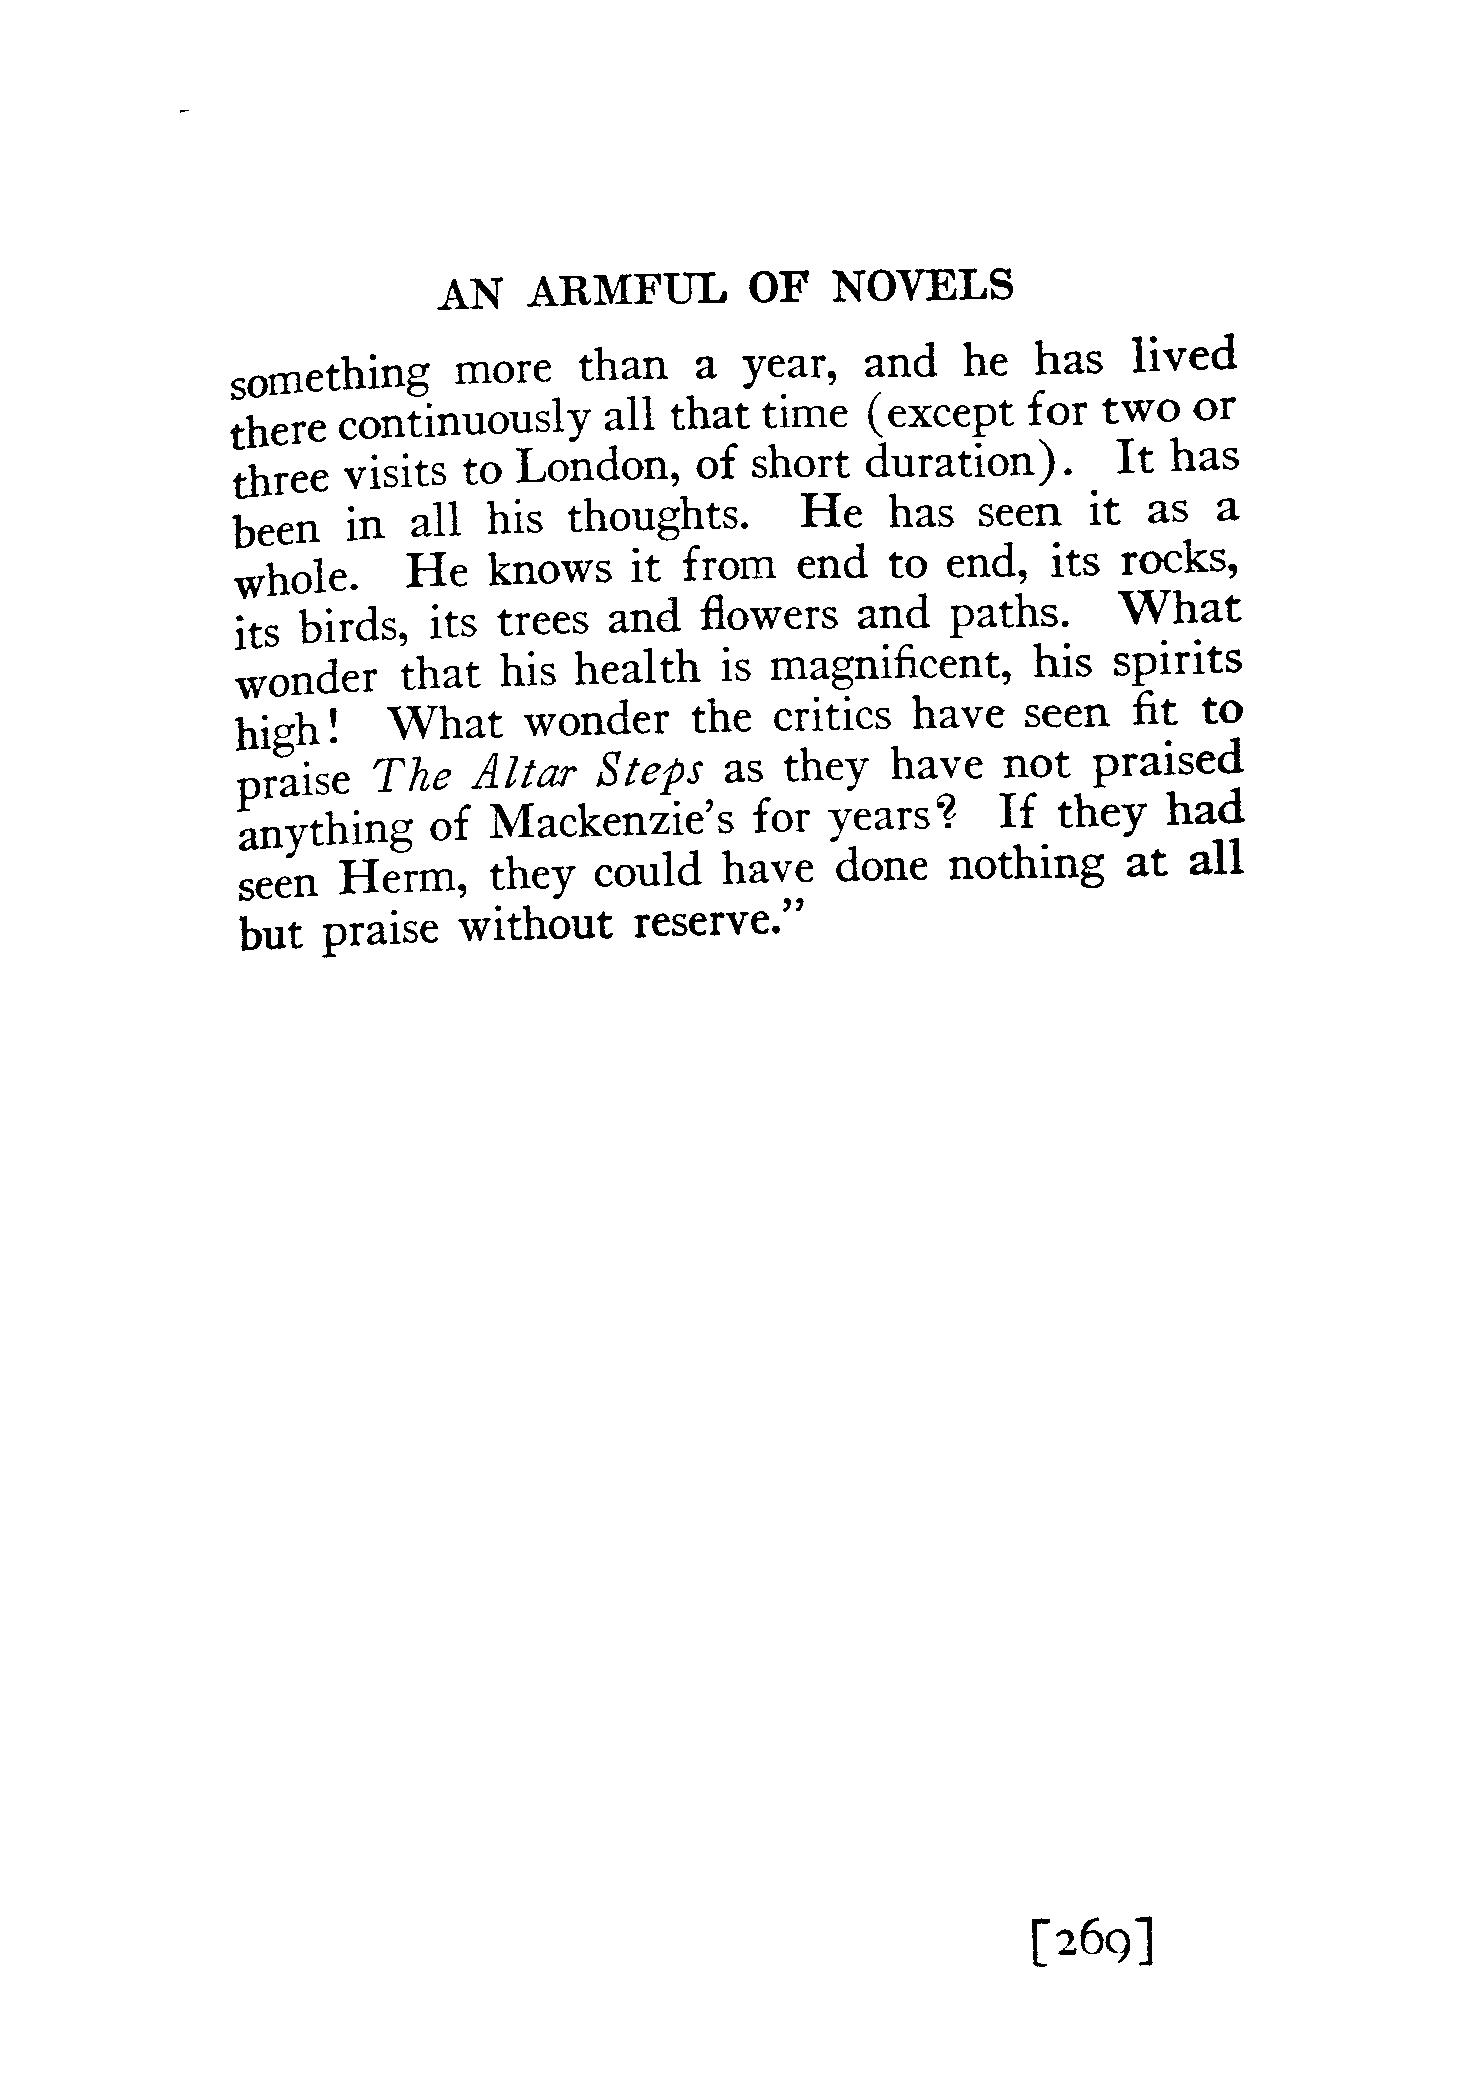 AN ARMFUL OF NOVELS
something more than a year, and he has lived
there continuously all that time (except for two or
three visits to London, of short duration). It has
been in all his thoughts. He has seen it as a
whole. He knows it from end to end, its rocks,
its birds, its trees and flowers and paths. What
wonder that his health is magnificent, his spirits
high! What wonder the critics have seen fit to
praise The Altar Steps as they have not praised
anything of Mackenzie's for years? If they had
seen Herm, they could have done nothing at all
but praise without reserve.”
[269]